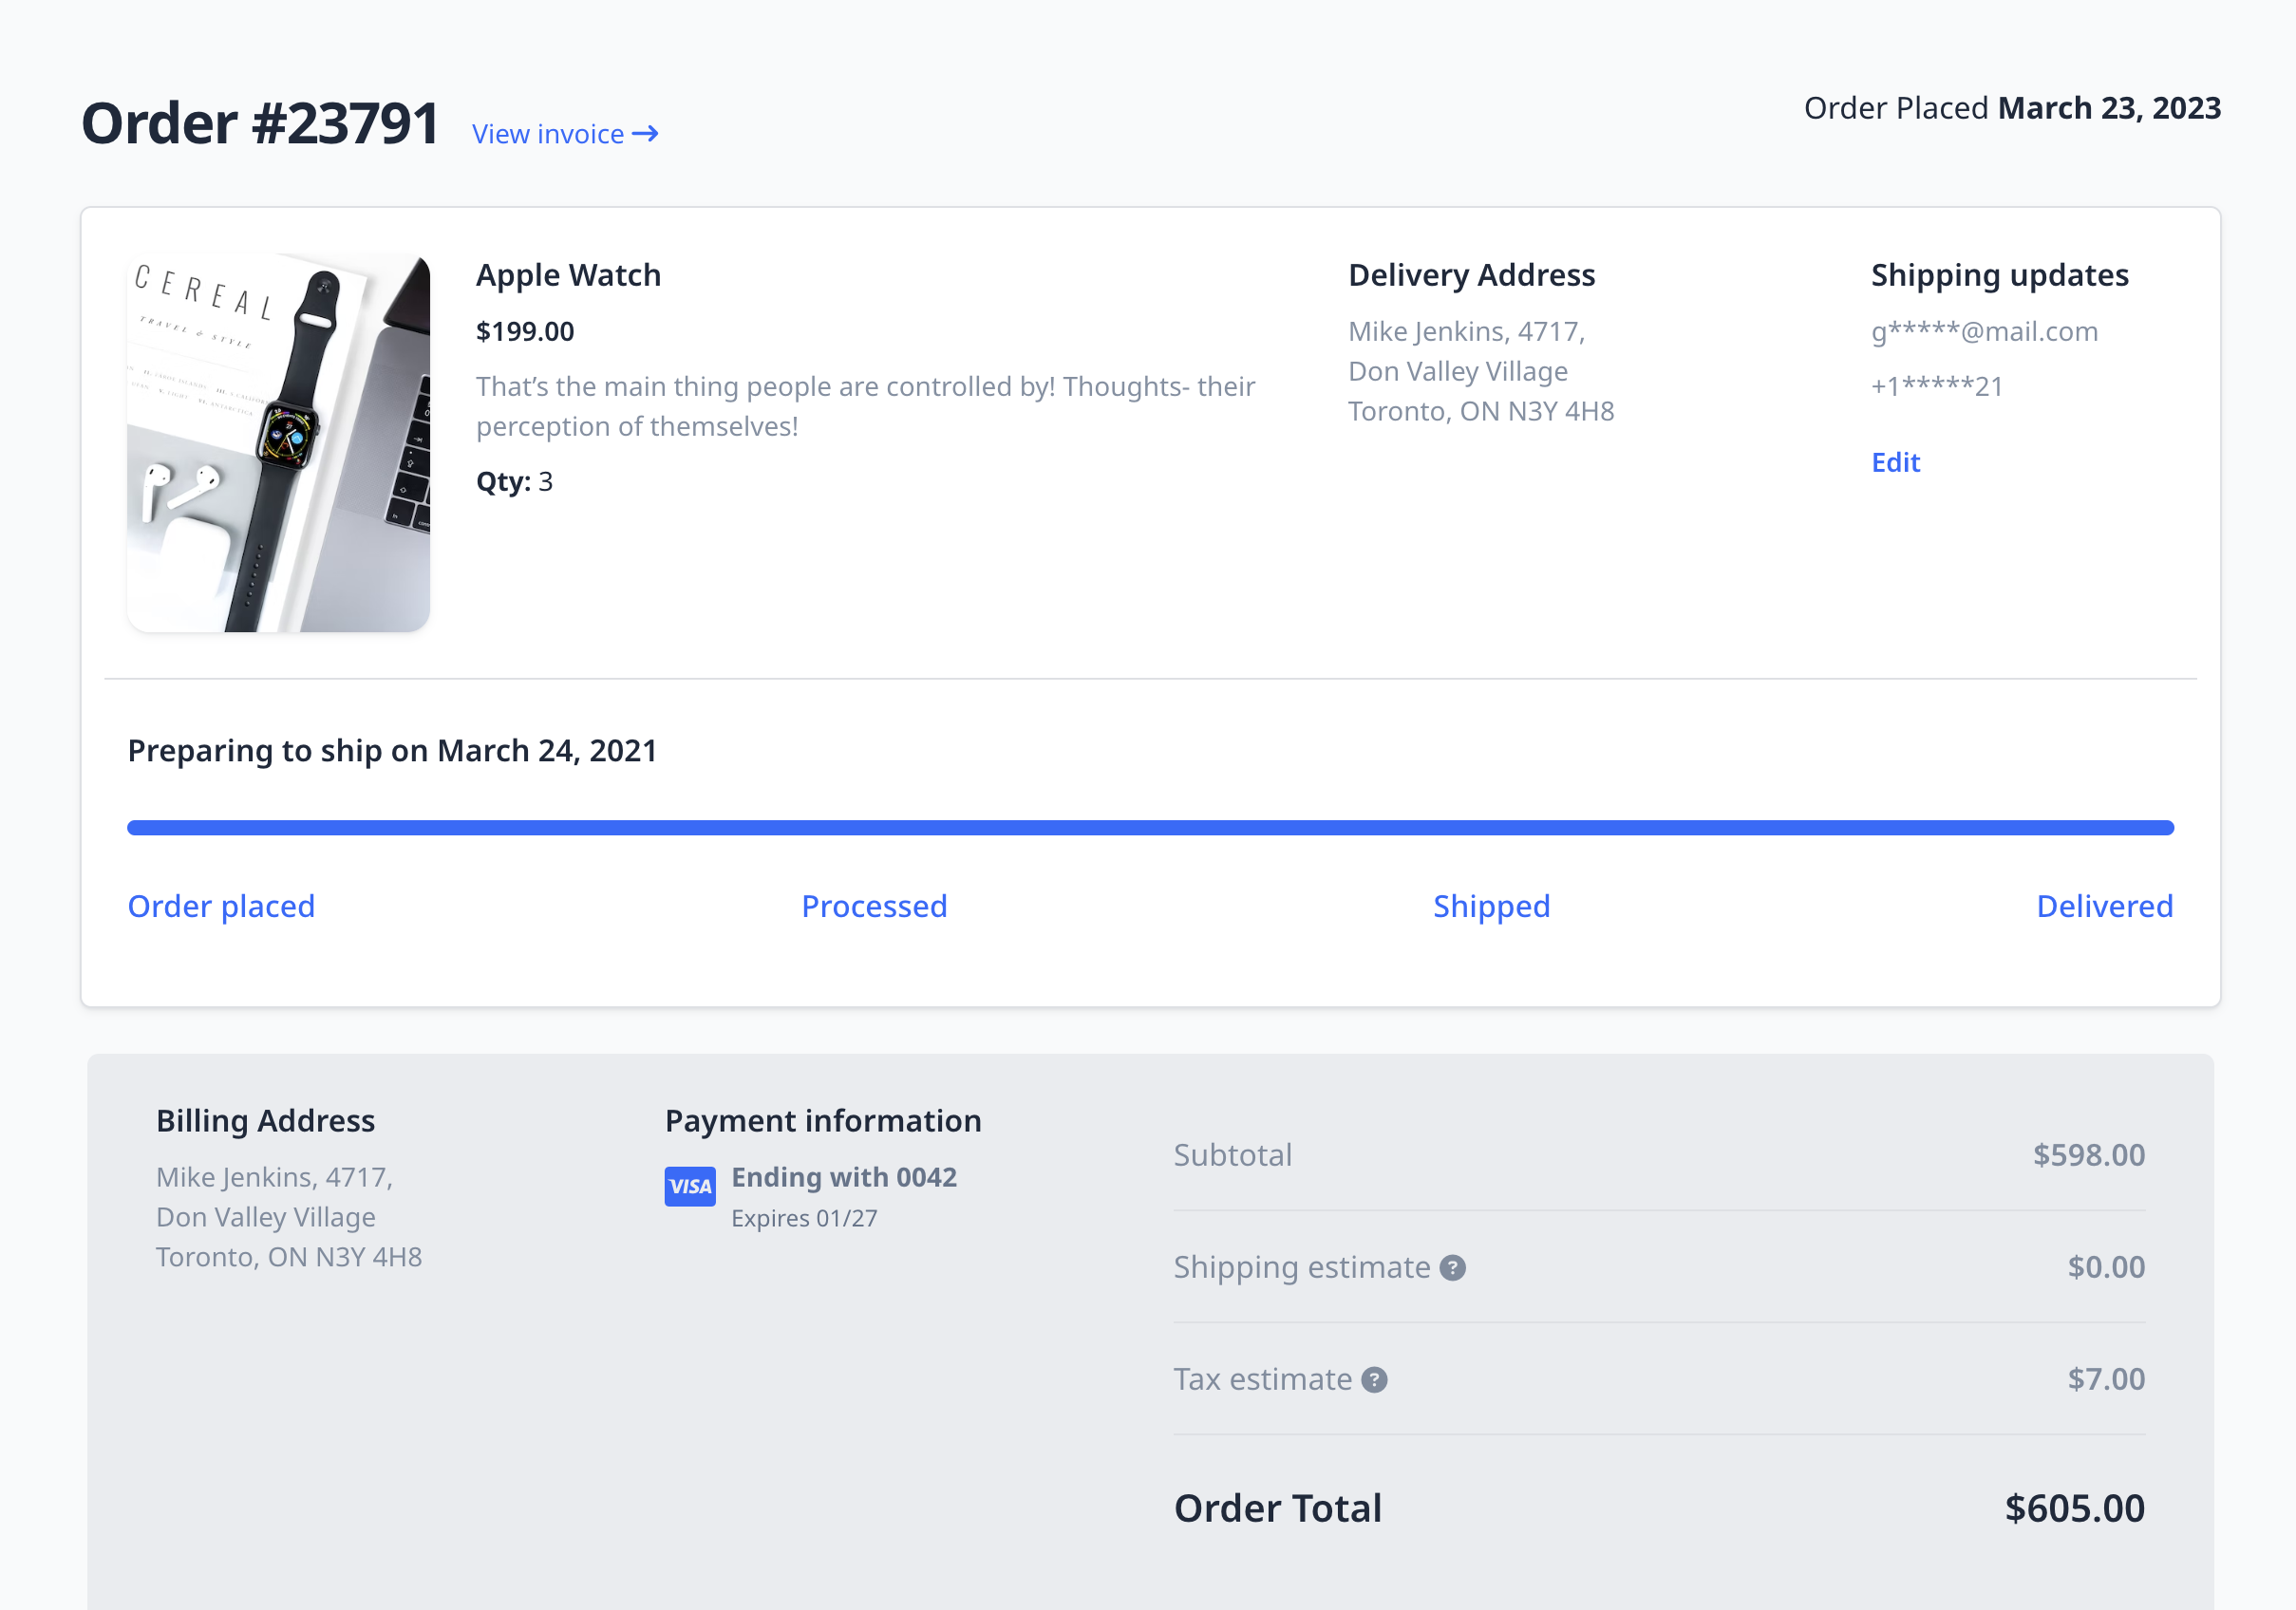 Order #23791
View invoice
Order Placed March 23, 2023
CEREAL
TRAVEL & STYLE
Apple Watch
$199.00
That’s the main thing people are controlled by! Thoughts- their
perception of themselves!
Qty: 3
Delivery Address
Mike Jenkins, 4717,
Don Valley Village
Toronto, ON N3Y 4H8
Shipping updates
g*****@mail.com
+1*****21
Edit
Preparing to ship on March 24, 2021
Order placed
Processed
Shipped
Delivered
Billing Address
Mike Jenkins, 4717,
Don Valley Village
Toronto, ON N3Y 4H8
Payment information
VISA
Ending with 0042
Expires 01/27
Subtotal
$598.00
Shipping estimate ?
$0.00
Tax estimate ?
$7.00
Order Total
$605.00